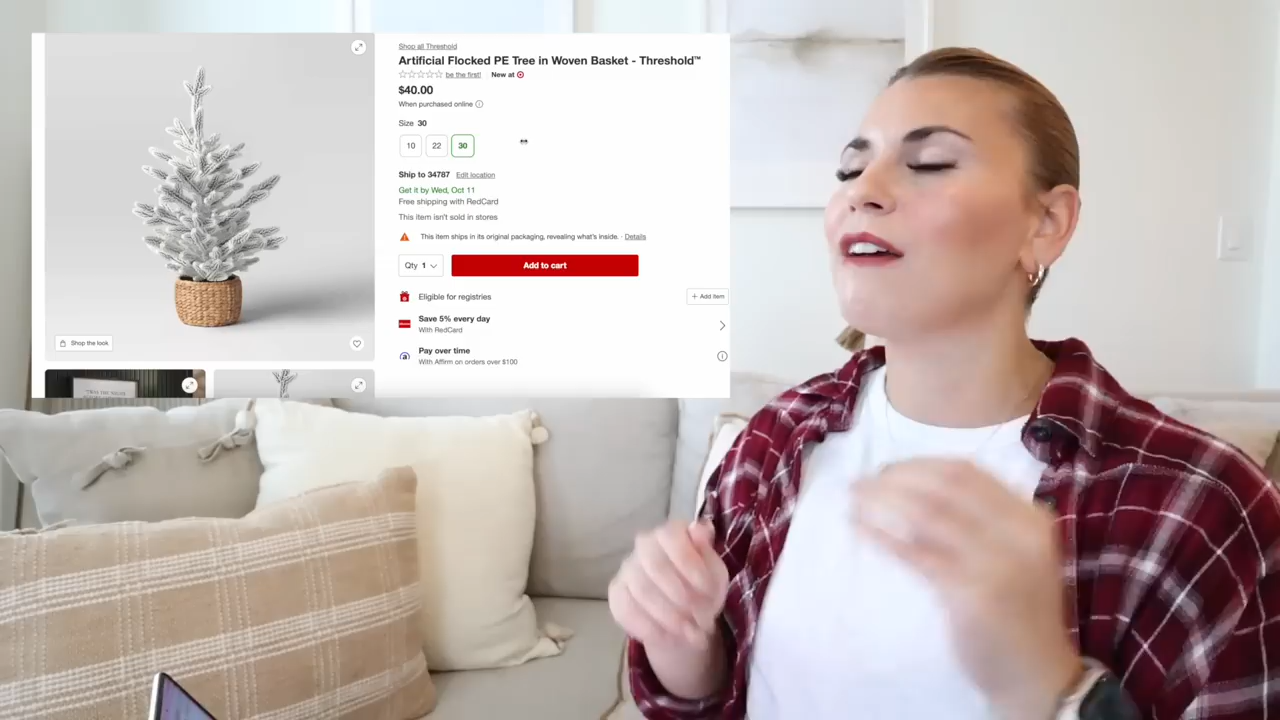 Shop all Threshold
Artificial Flocked PE Tree in Woven Basket - Threshold™
be the first! New at
$40.00
When purchased online
Size 30
10 22 30
Ship to 34787 Edit location
Get it by Wed, Oct 11
Free shipping with RedCard
This item isn't sold in stores
This item ships in its original packaging, revealing what's inside. · Details
Qty 1 Add to cart
Eligible for registries + Add item
Save 5% every day
With RedCard
Pay over time
With Affirm on orders over $100
Shop the look